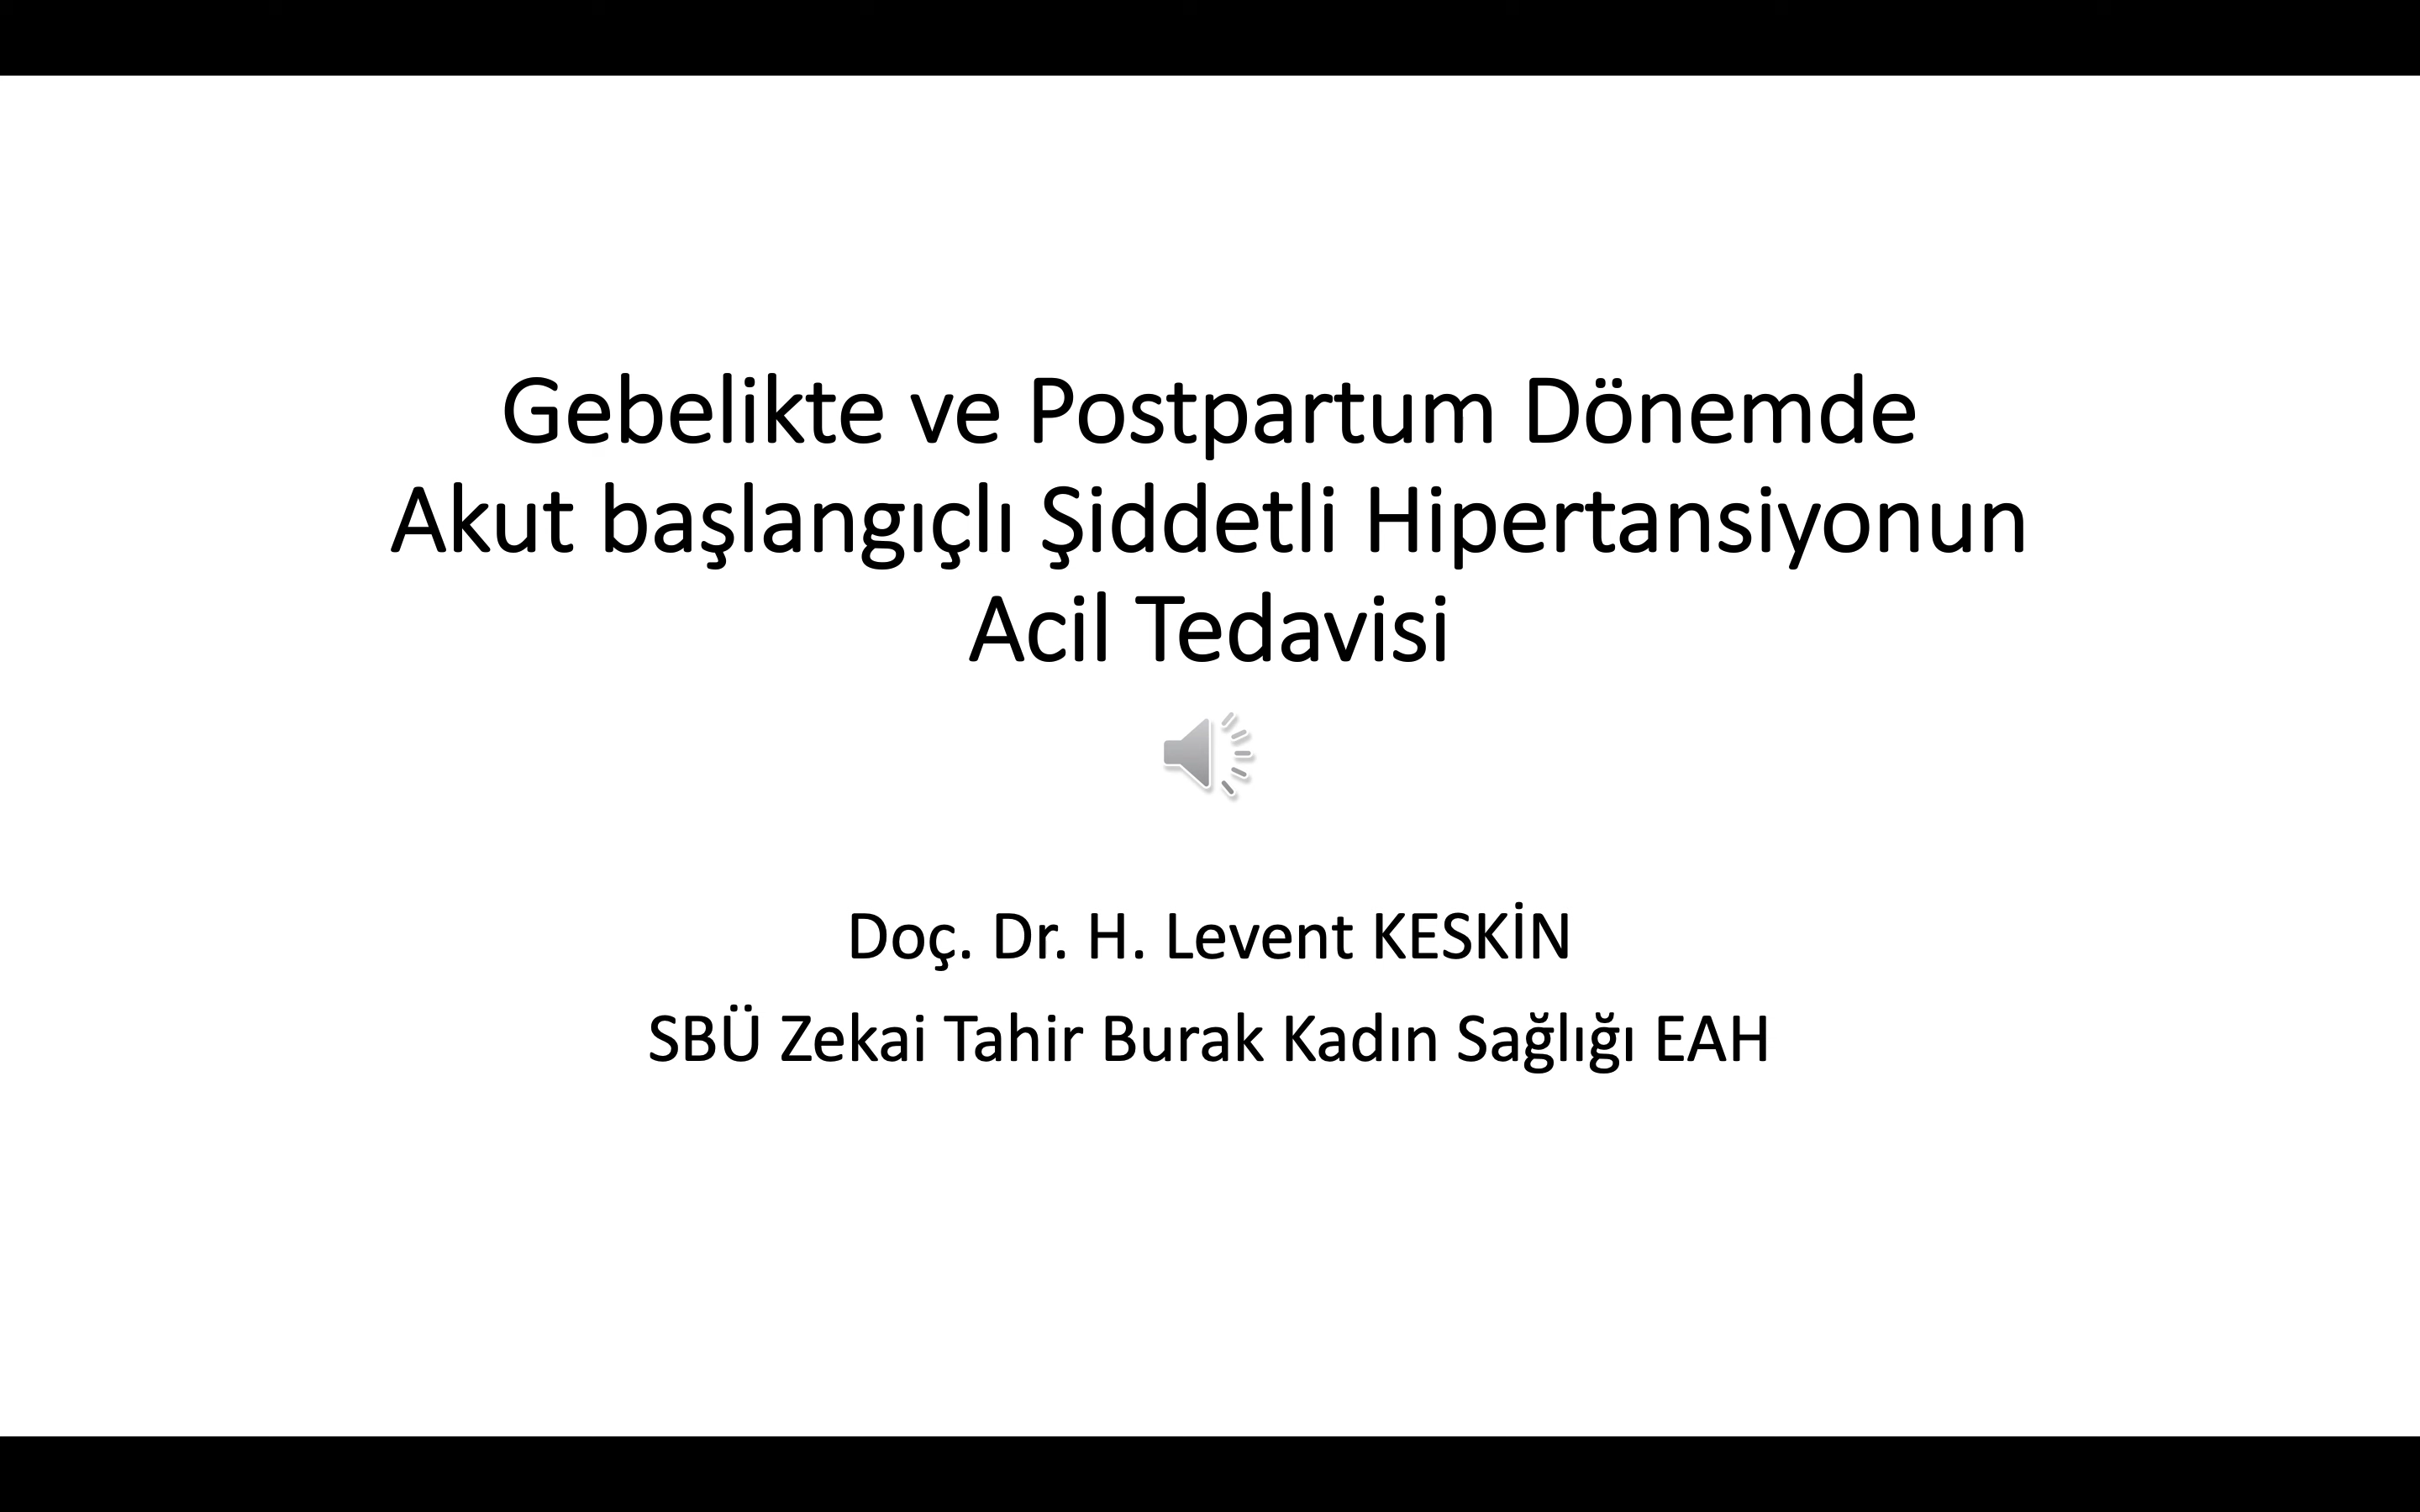 Gebelikte ve Postpartum Dönemde
Akut başlangıçlı Şiddetli Hipertansiyonun
Acil Tedavisi
Doç. Dr. H. Levent KESKİN
SBÜ Zekai Tahir Burak Kadın Sağlığı EAH